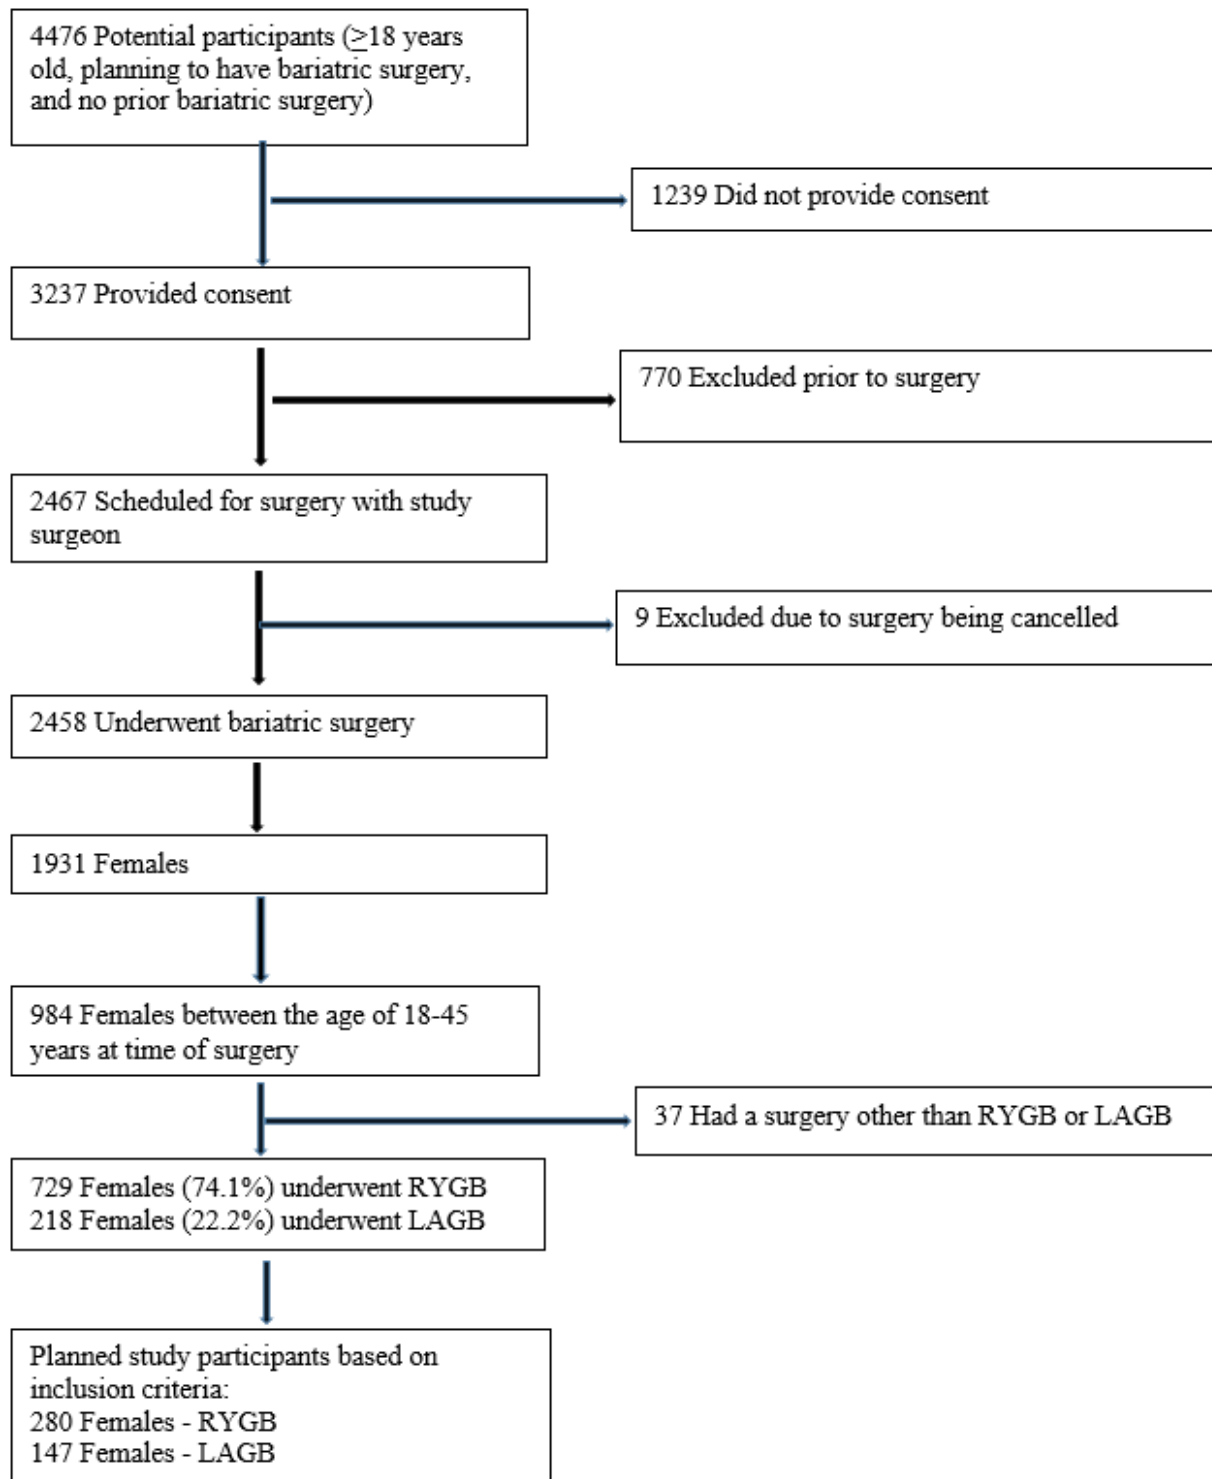 4476 Potential participants (≥18 years
old, planning to have bariatric surgery,
and no prior bariatric surgery)
1239 Did not provide consent
3237 Provided consent
770 Excluded prior to surgery
2467 Scheduled for surgery with study
surgeon
9 Excluded due to surgery being cancelled
2458 Underwent bariatric surgery
1931 Females
984 Females between the age of 18-45
years at time of surgery
37 Had a surgery other than RYGB or LAGB
729 Females (74.1%) underwent RYGB
218 Females (22.2%) underwent LAGB
Planned study participants based on
inclusion criteria:
280 Females - RYGB
147 Females - LAGB